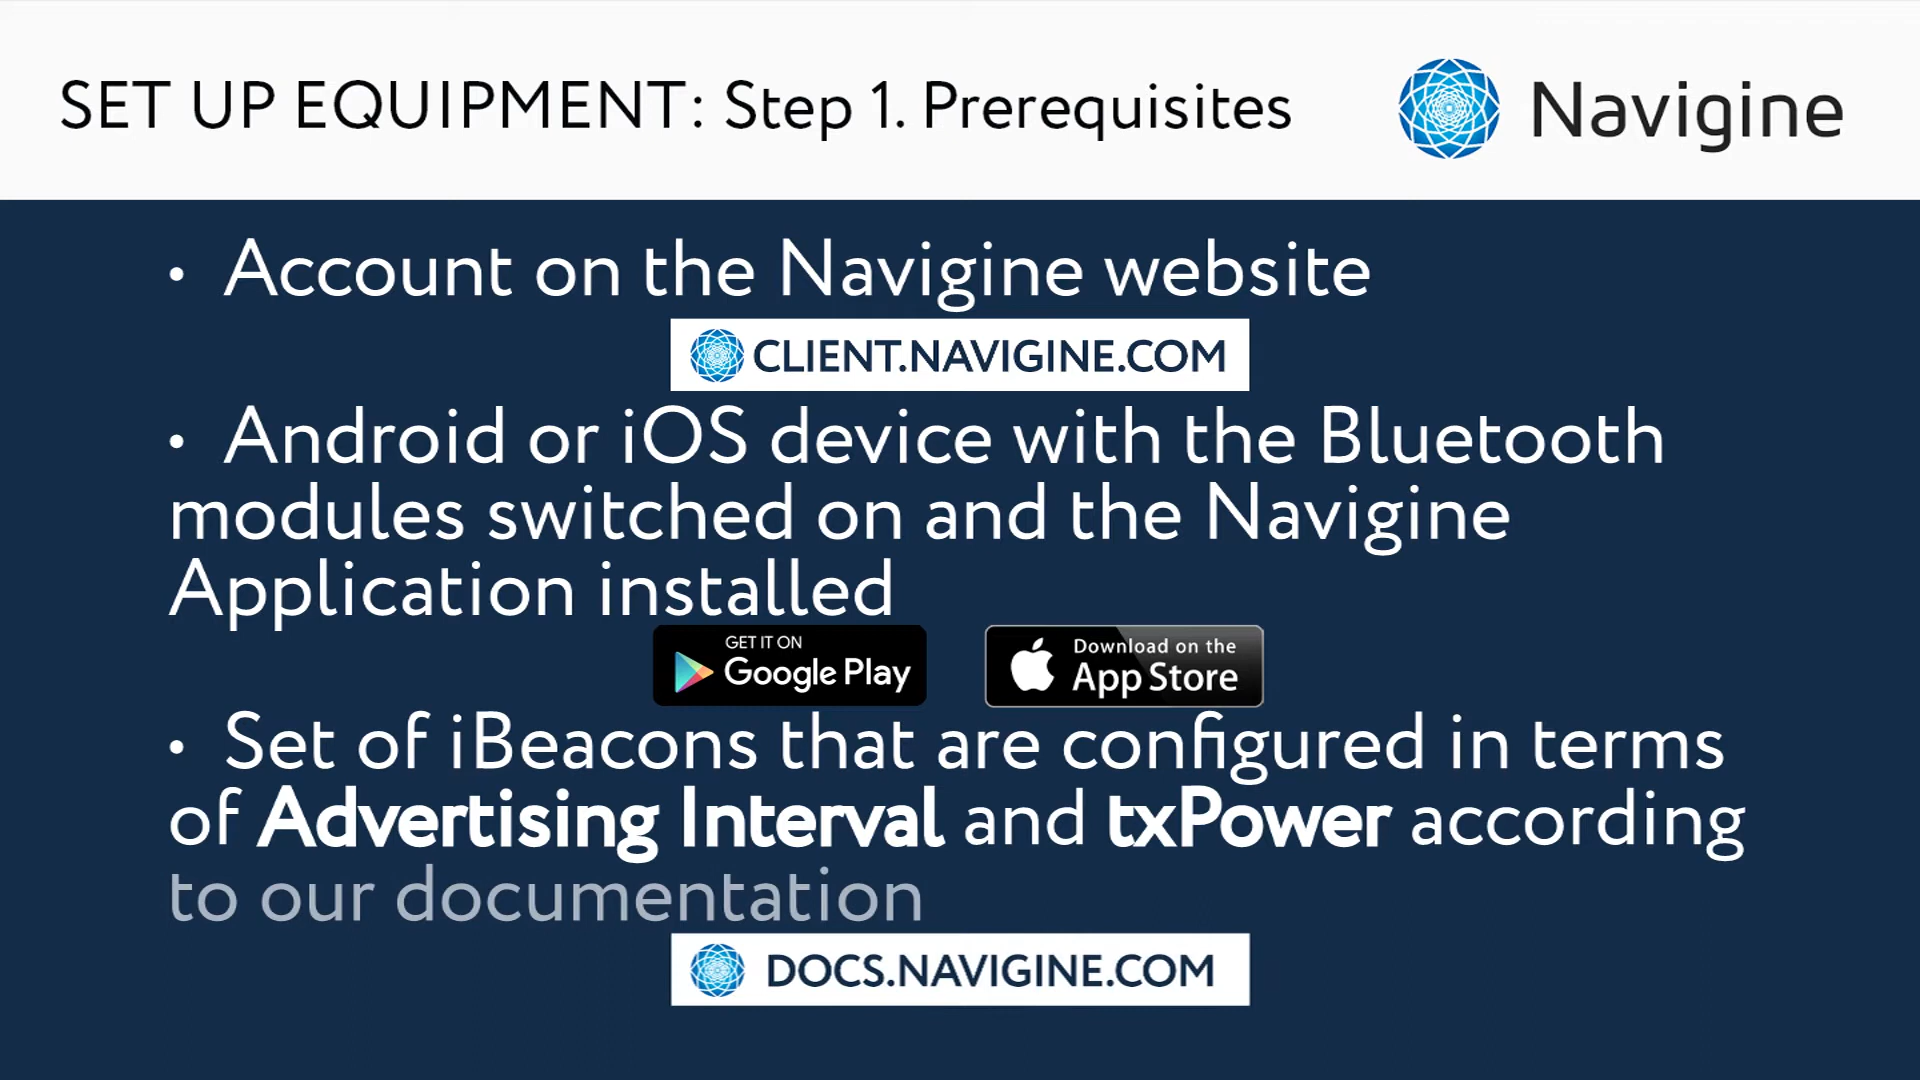 SET UP EQUIPMENT: Step 1. Prerequisites
Navigine
• Account on the Navigine website
CLIENT.NAVIGINE.COM
• Android or iOS device with the Bluetooth
modules switched on and the Navigine
Application installed
GET IT ON
Google Play
Download on the
App Store
• Set of iBeacons that are configured in terms
of Advertising Interval and txPower according
to our documentation
DOCS.NAVIGINE.COM